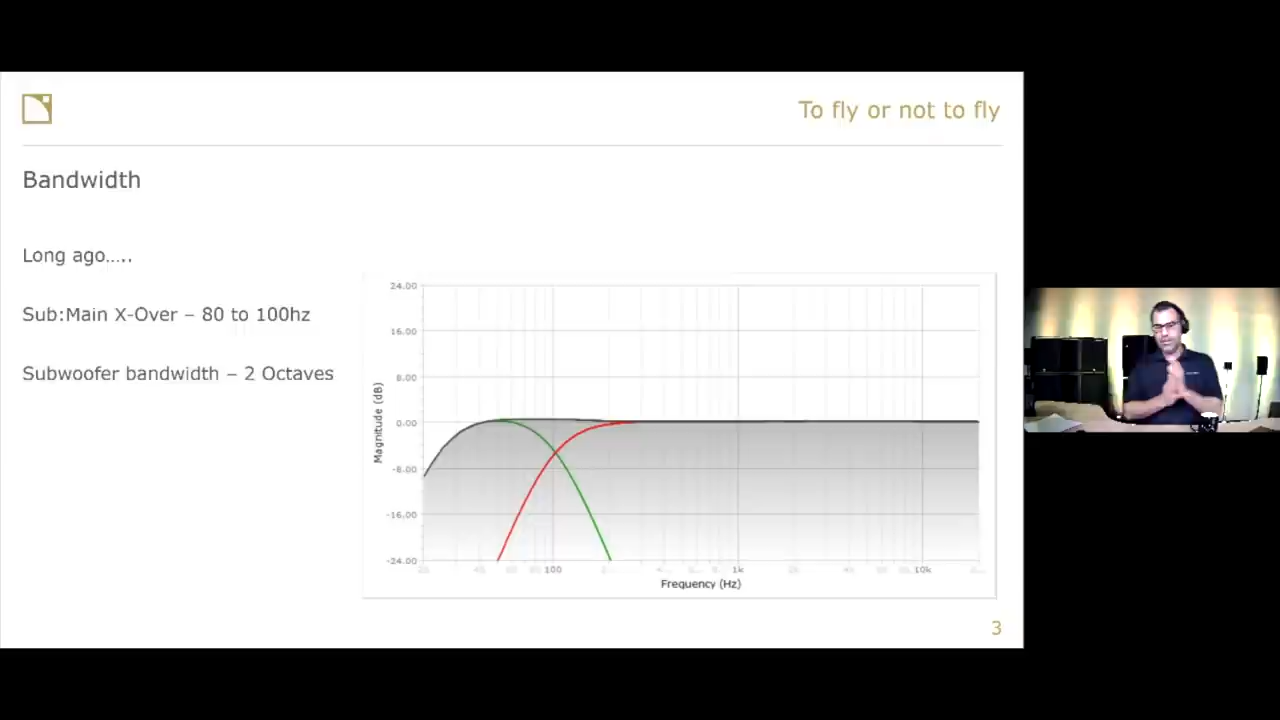 To fly or not to fly
Bandwidth
Long ago…..
Sub:Main X-Over – 80 to 100hz
Subwoofer bandwidth – 2 Octaves
24.00
16.00
8.00
0.00
-8.00
-16.00
-24.00
Magnitude (dB)
100
1k
10k
Frequency (Hz)
3